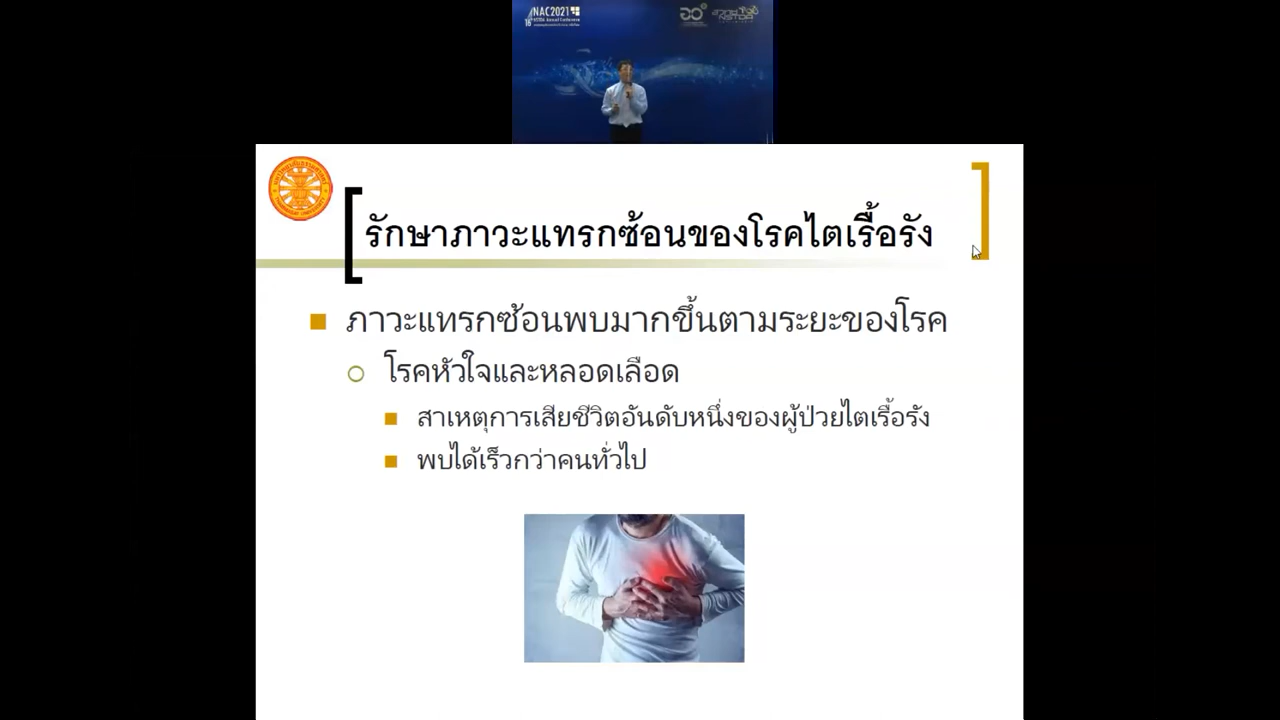 NAC2021
รักษาภาวะแทรกซ้อนของโรคไตเรื้อรัง
ภาวะแทรกซ้อนพบมากขึ้นตามระยะของโรค
โรคหัวใจและหลอดเลือด
สาเหตุการเสียชีวิตอันดับหนึ่งของผู้ป่วยไตเรื้อรัง
พบได้เร็วกว่าคนทั่วไป